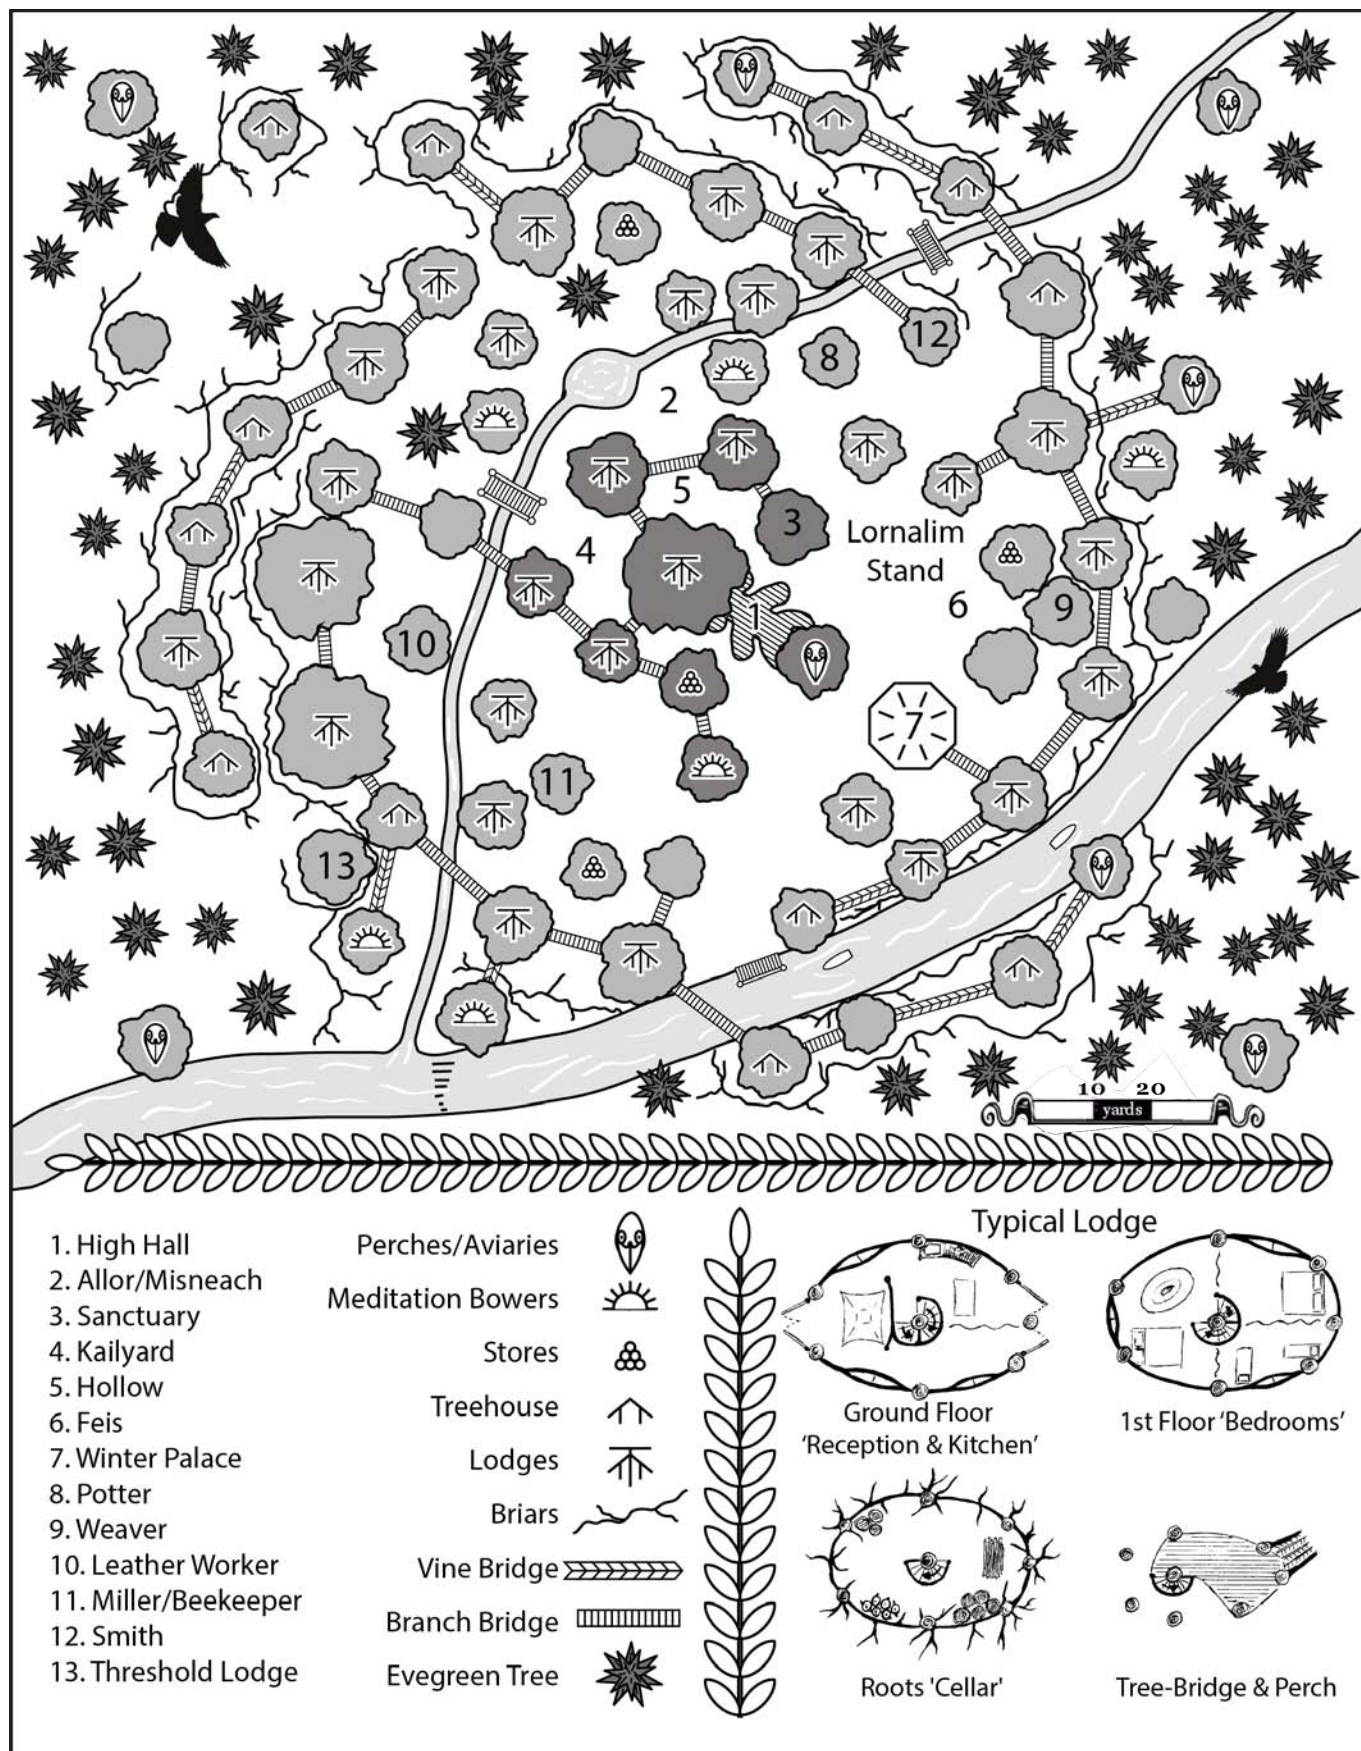 12
8
2
5
3
4
Lornalim
Stand
6
9
1
10
7
11
13
10 20
yards
Typical Lodge
1. High Hall
2. Allor/Misneach
3. Sanctuary
4. Kailyard
5. Hollow
6. Feis
7. Winter Palace
8. Potter
9. Weaver
10. Leather Worker
11. Miller/Beekeeper
12. Smith
13. Threshold Lodge
Perches/Aviaries
Meditation Bowers
Stores
Treehouse
Lodges
Briars
Vine Bridge
Branch Bridge
Evegreen Tree
Ground Floor
'Reception & Kitchen'
1st Floor 'Bedrooms'
Roots 'Cellar'
Tree-Bridge & Perch